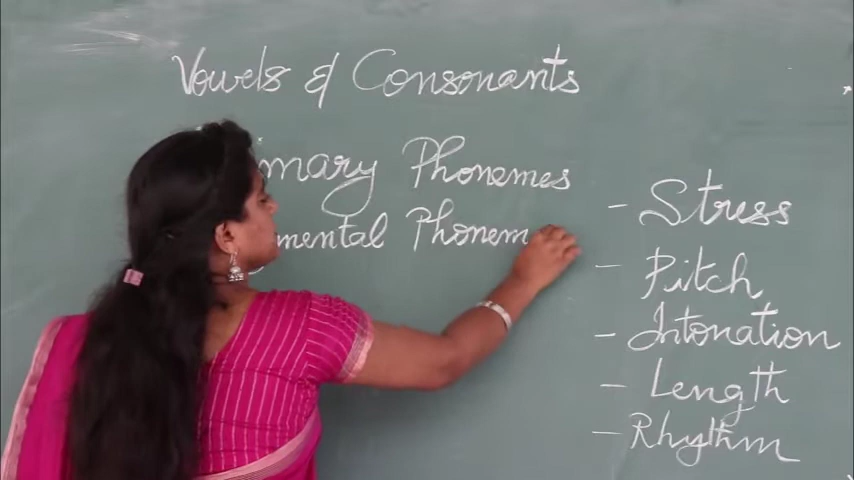 Vowels & Consonants
mary Phonemes
mental Phonem
- Stress
- Pitch
- Intonation
- Length
- Rhythm